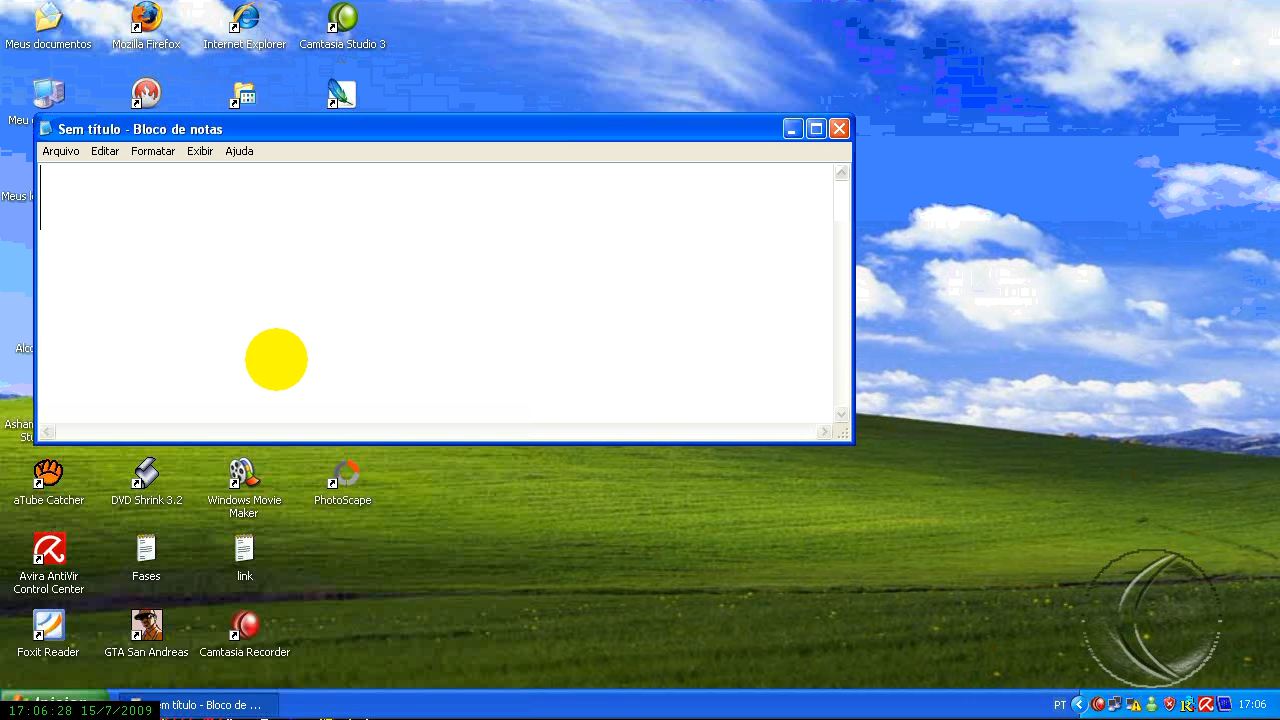 Meus documentos
Mozilla Firefox
Internet Explorer
Camtasia Studio 3
Sem título - Bloco de notas
Arquivo Editar Formatar Exibir Ajuda
aTube Catcher
DVD Shrink 3.2
Windows Movie Maker
PhotoScape
Avira AntiVir Control Center
Fases
link
Foxit Reader
GTA San Andreas
Camtasia Recorder
17:06:28 15/7/2009
em título - Bloco de ...
PT
17:06